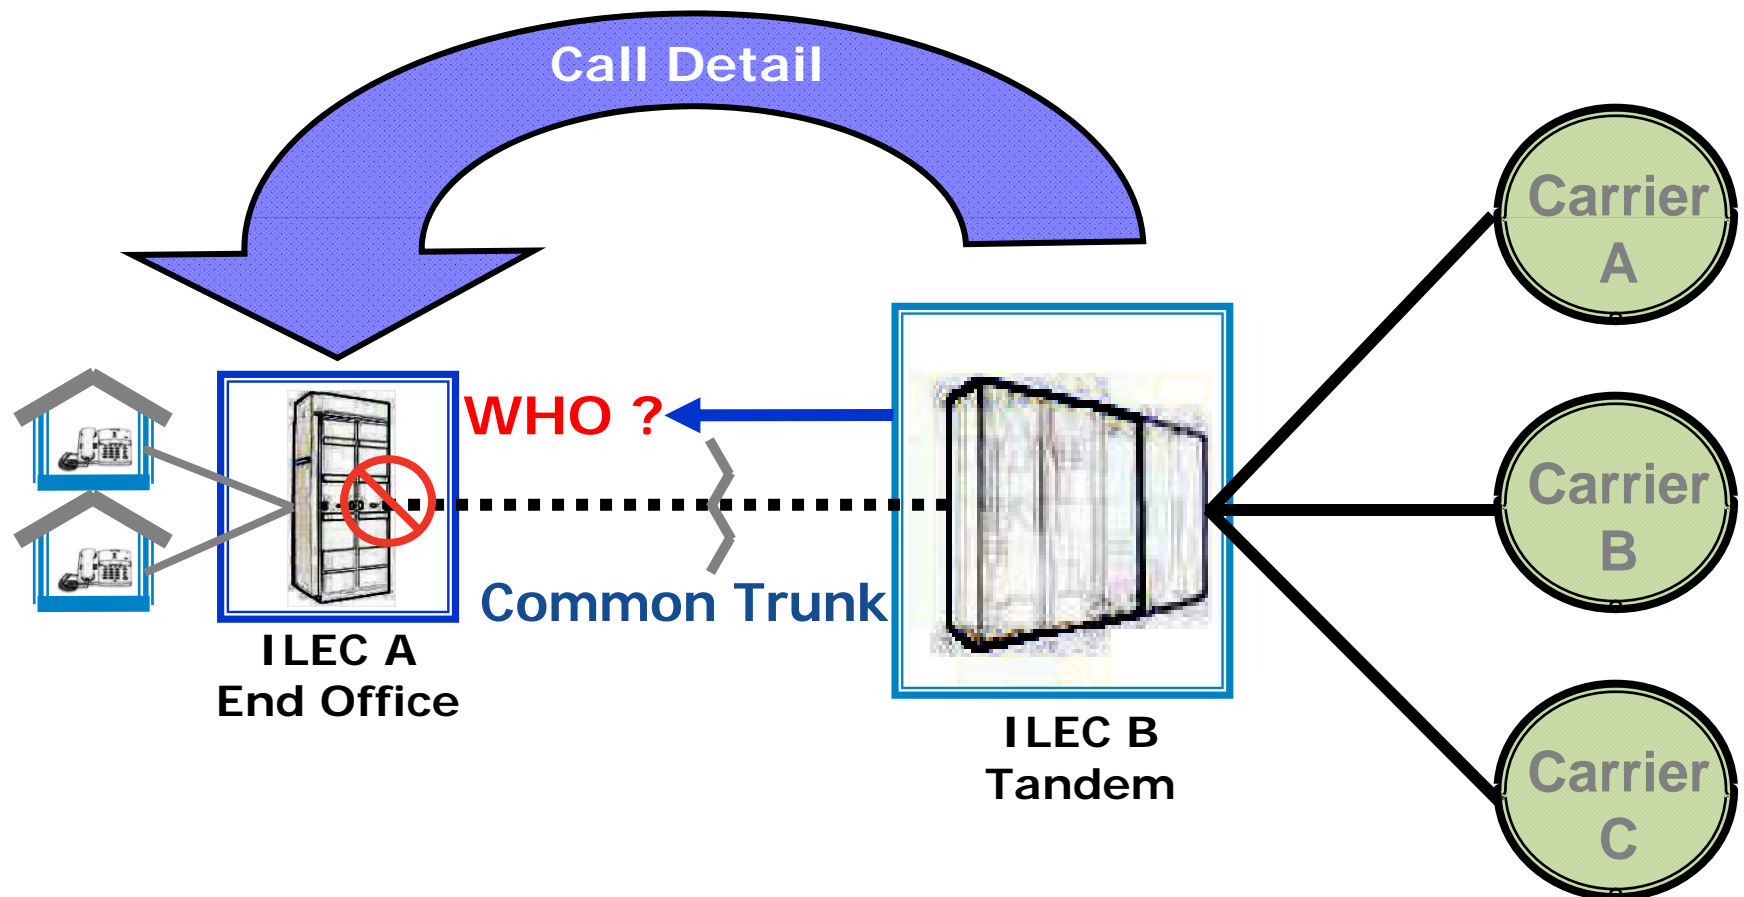 Call Detail
WHO ?
Common Trunk
ILEC A
End Office
ILEC B
Tandem
Carrier
A
Carrier
B
Carrier
C